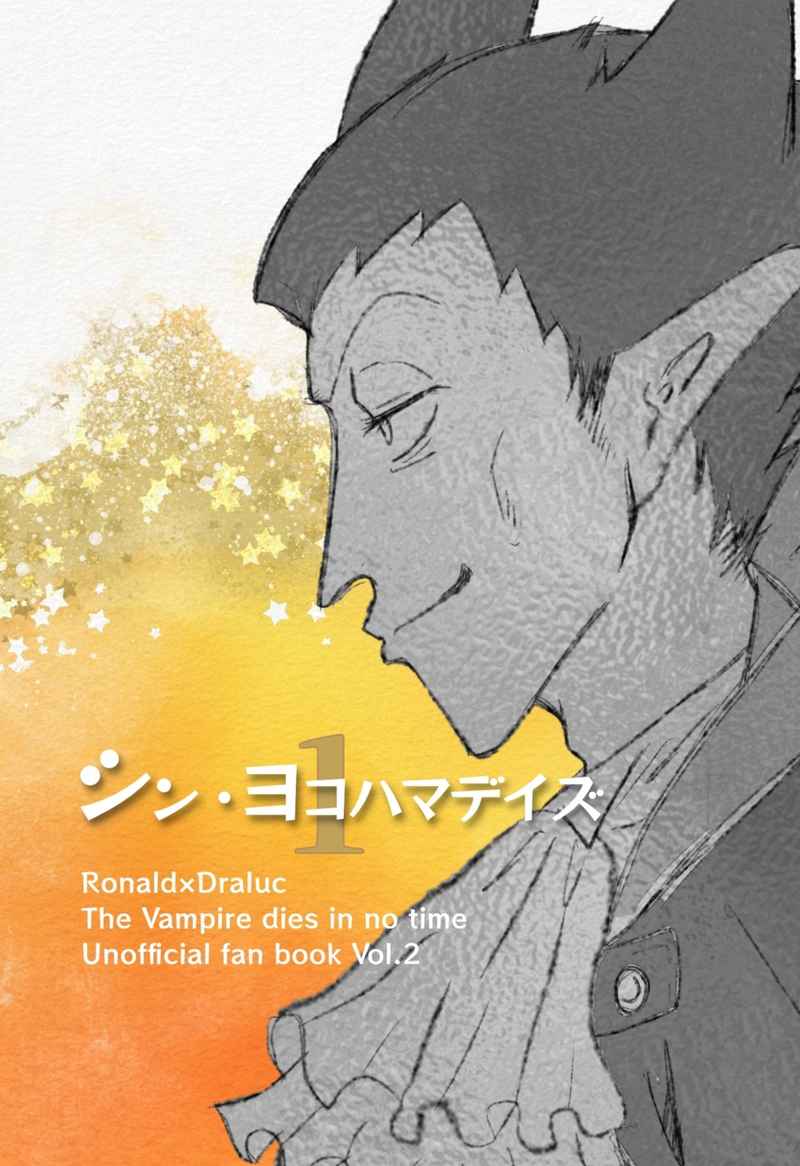 シン・ヨコハマデイズ
1
Ronald×Draluc
The Vampire dies in no time
Unofficial fan book Vol.2